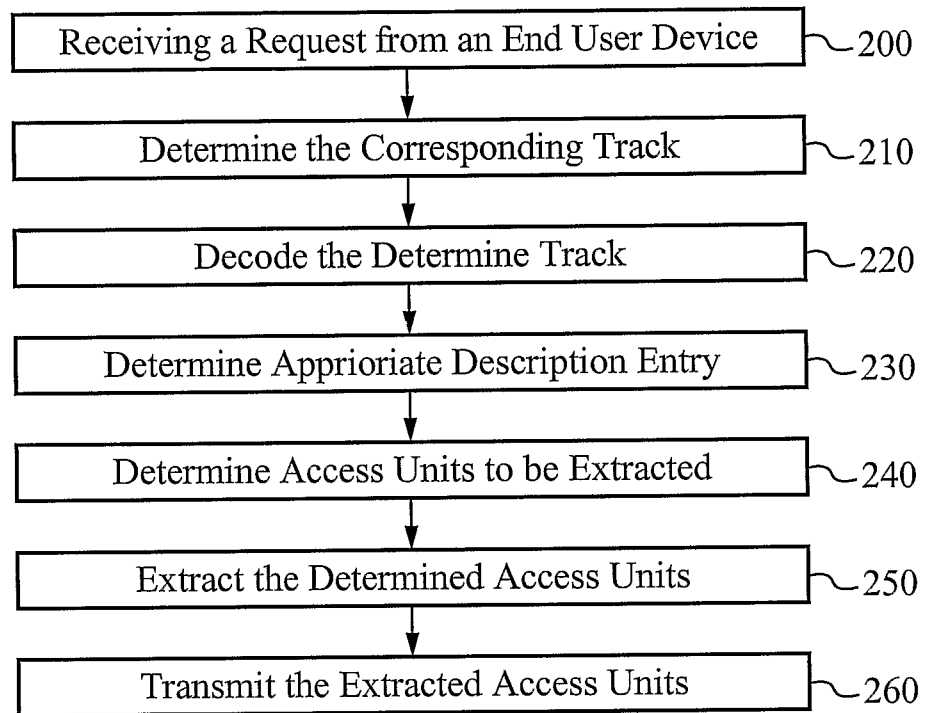 Receiving a Request from an End User Device 200
Determine the Corresponding Track 210
Decode the Determine Track 220
Determine Apprioriate Description Entry 230
Determine Access Units to be Extracted 240
Extract the Determined Access Units 250
Transmit the Extracted Access Units 260